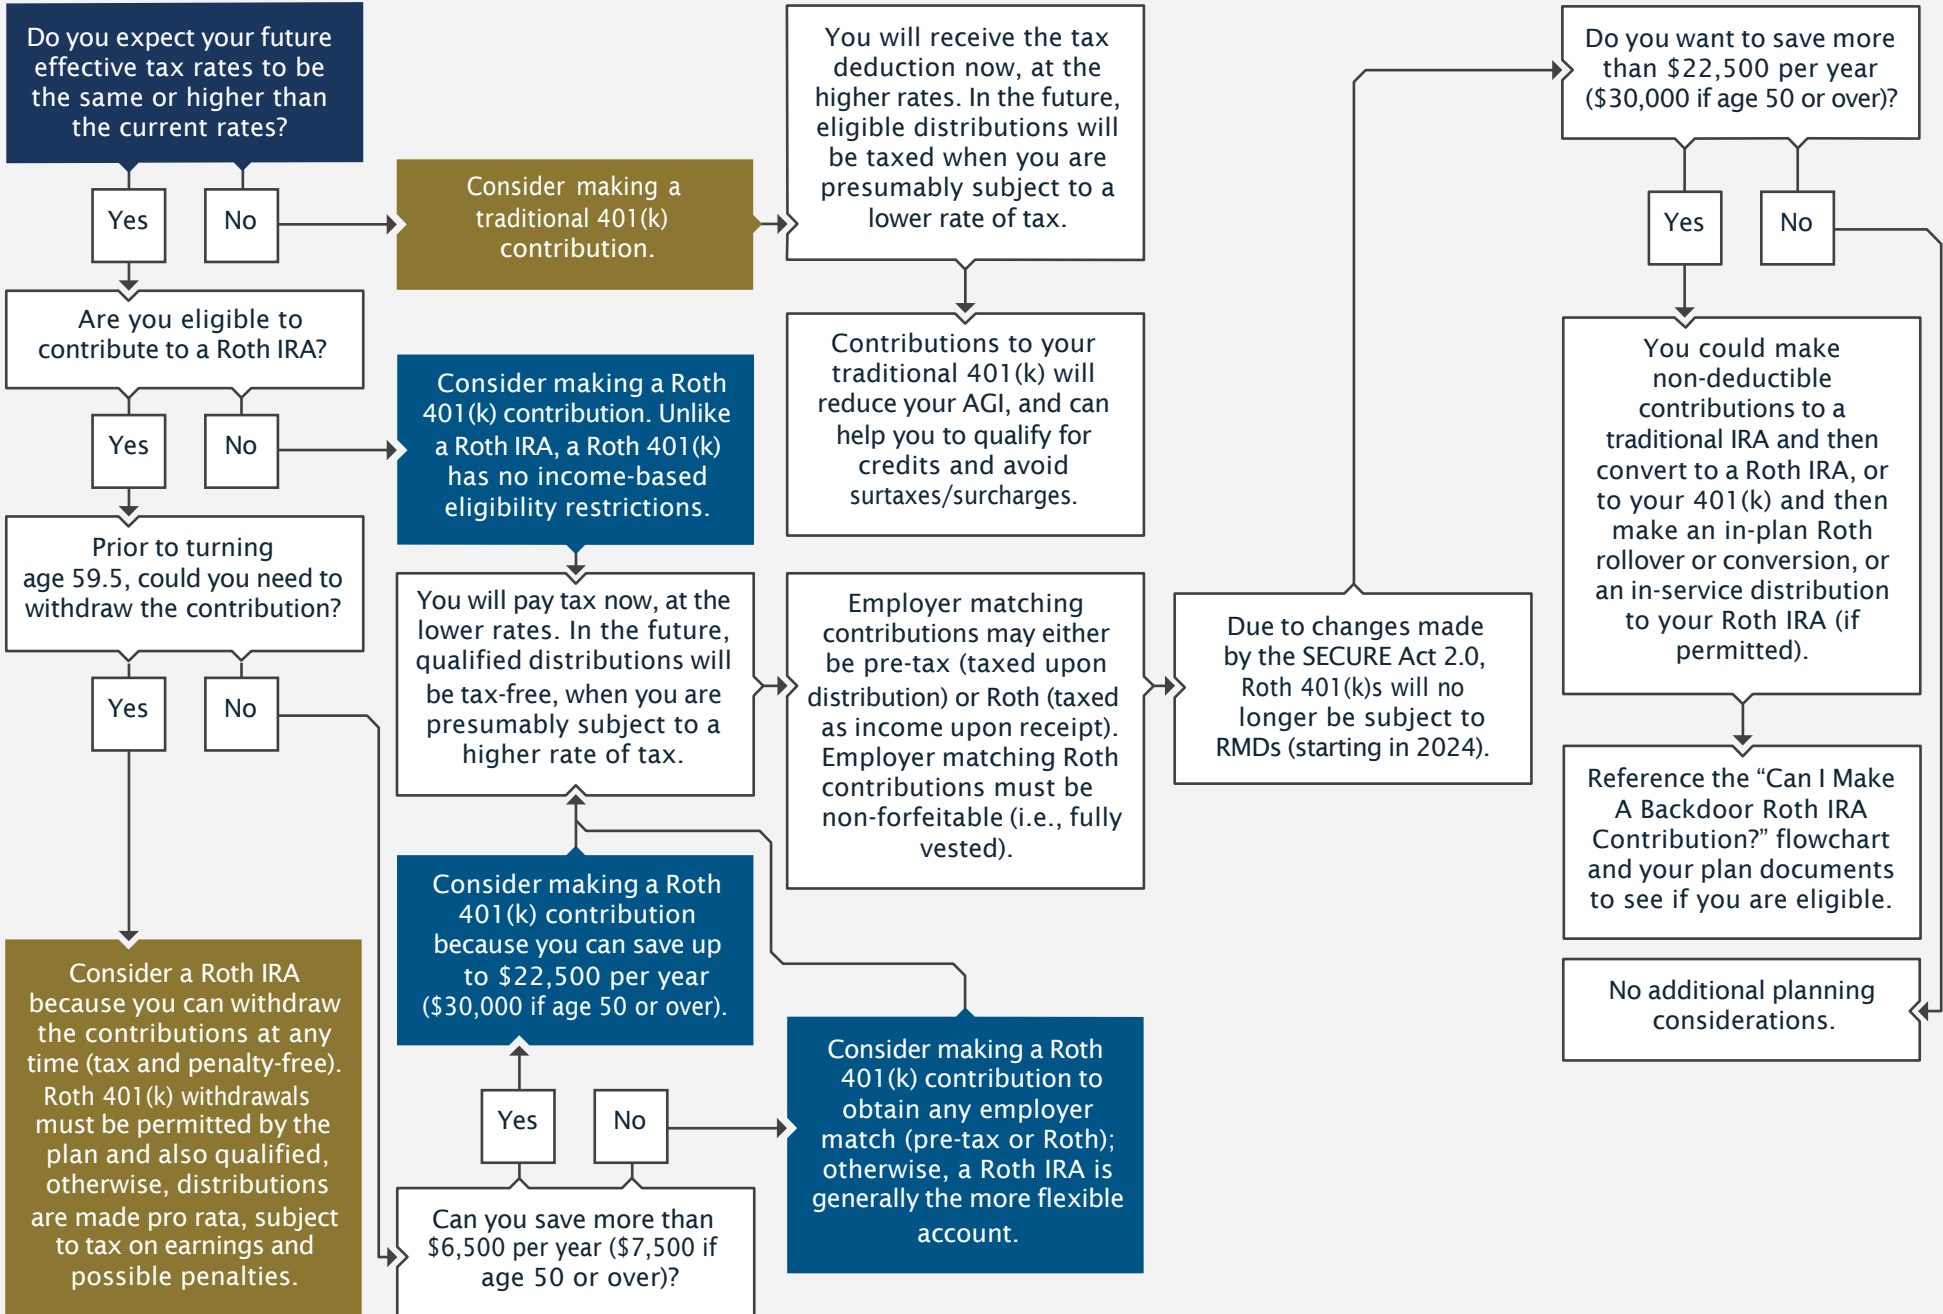 Do you expect your future
effective tax rates to be
the same or higher than
the current rates?
Yes
No
Consider making a
traditional 401(k)
contribution.
You will receive the tax
deduction now, at the
higher rates. In the future,
eligible distributions will
be taxed when you are
presumably subject to a
lower rate of tax.
Contributions to your
traditional 401(k) will
reduce your AGI, and can
help you to qualify for
credits and avoid
surtaxes/surcharges.
Are you eligible to
contribute to a Roth IRA?
Yes
No
Consider making a Roth
401(k) contribution. Unlike
a Roth IRA, a Roth 401(k)
has no income-based
eligibility restrictions.
Prior to turning
age 59.5, could you need to
withdraw the contribution?
Yes
No
Consider a Roth IRA
because you can withdraw
the contributions at any
time (tax and penalty-free).
Roth 401(k) withdrawals
must be permitted by the
plan and also qualified,
otherwise, distributions
are made pro rata, subject
to tax on earnings and
possible penalties.
Can you save more than
$6,500 per year ($7,500 if
age 50 or over)?
Yes
No
Consider making a Roth
401(k) contribution
because you can save up
to $22,500 per year
($30,000 if age 50 or over).
Consider making a Roth
401(k) contribution to
obtain any employer
match (pre-tax or Roth);
otherwise, a Roth IRA is
generally the more flexible
account.
You will pay tax now, at the
lower rates. In the future,
qualified distributions will
be tax-free, when you are
presumably subject to a
higher rate of tax.
Employer matching
contributions may either
be pre-tax (taxed upon
distribution) or Roth (taxed
as income upon receipt).
Employer matching Roth
contributions must be
non-forfeitable (i.e., fully
vested).
Due to changes made
by the SECURE Act 2.0,
Roth 401(k)s will no
longer be subject to
RMDs (starting in 2024).
Do you want to save more
than $22,500 per year
($30,000 if age 50 or over)?
Yes
No
You could make
non-deductible
contributions to a
traditional IRA and then
convert to a Roth IRA, or
to your 401(k) and then
make an in-plan Roth
rollover or conversion, or
an in-service distribution
to your Roth IRA (if
permitted).
Reference the “Can I Make
A Backdoor Roth IRA
Contribution?” flowchart
and your plan documents
to see if you are eligible.
No additional planning
considerations.